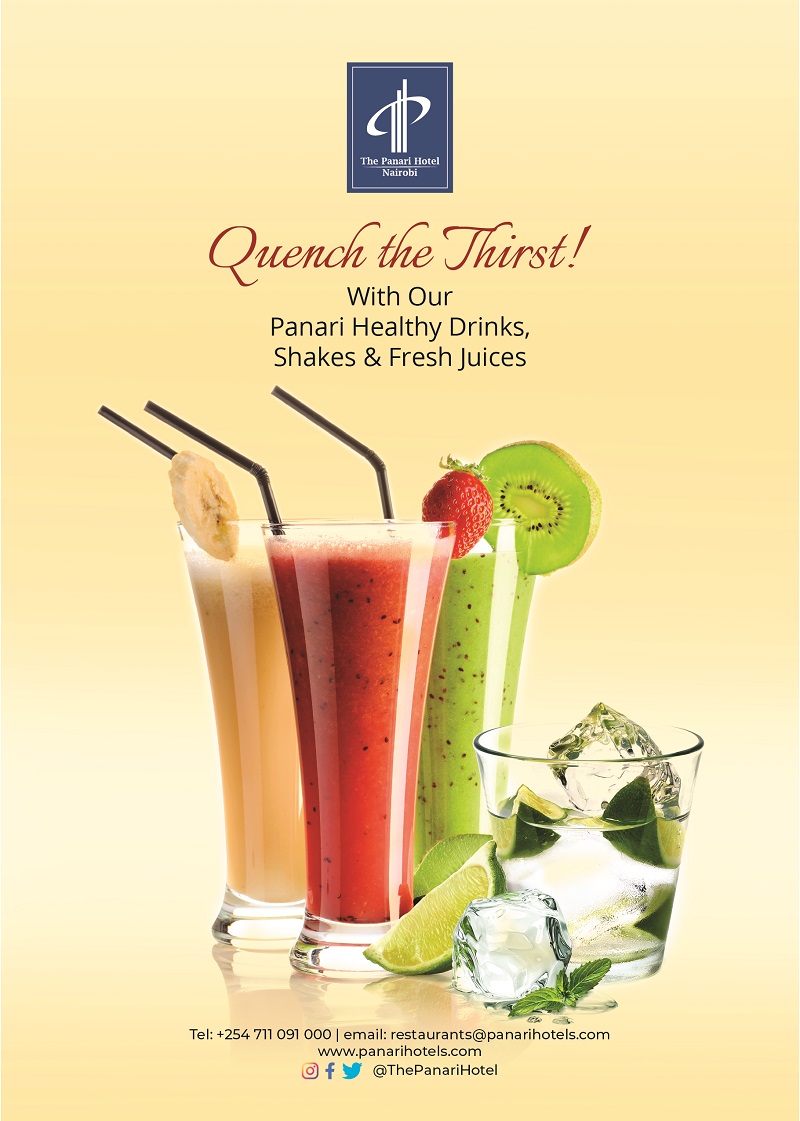 The Panari Hotel
Nairobi
Quench the Thirst!
With Our
Panari Healthy Drinks,
Shakes & Fresh Juices
Tel: +254 711 091 000 | email: restaurants@panarihotels.com
www.panarihotels.com
@ThePanariHotel